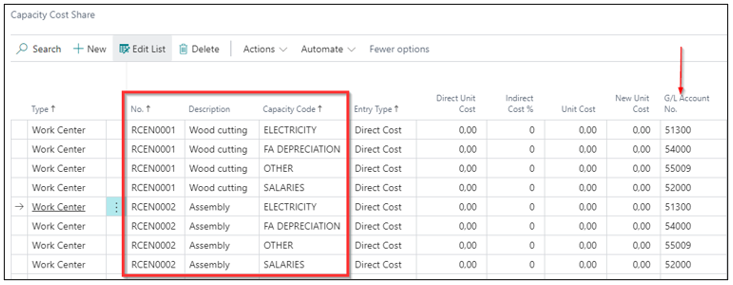 Capacity Cost Share
Search + New Edit List Delete Actions Automate Fewer options
Type ↑ No. ↑ Description Capacity Code ↑ Entry Type ↑ Direct Unit Cost Indirect Cost % Unit Cost New Unit Cost G/L Account No.
Work Center RCEN0001 Wood cutting ELECTRICITY Direct Cost 0,00 0 0,00 0,00 51300
Work Center RCEN0001 Wood cutting FA DEPRECIATION Direct Cost 0,00 0 0,00 0,00 54000
Work Center RCEN0001 Wood cutting OTHER Direct Cost 0,00 0 0,00 0,00 55009
Work Center RCEN0001 Wood cutting SALARIES Direct Cost 0,00 0 0,00 0,00 52000
→ Work Center RCEN0002 Assembly ELECTRICITY Direct Cost 0,00 0 0,00 0,00 51300
Work Center RCEN0002 Assembly FA DEPRECIATION Direct Cost 0,00 0 0,00 0,00 54000
Work Center RCEN0002 Assembly OTHER Direct Cost 0,00 0 0,00 0,00 55009
Work Center RCEN0002 Assembly SALARIES Direct Cost 0,00 0 0,00 0,00 52000